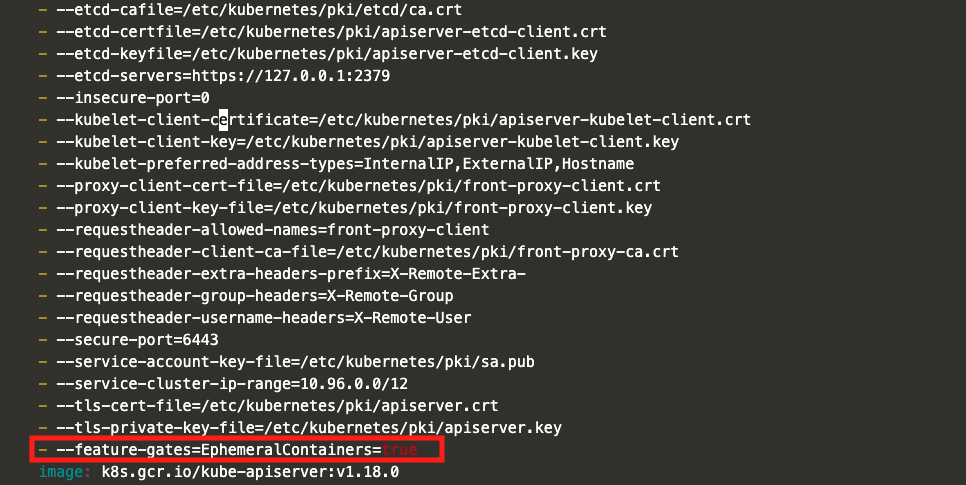 - --etcd-cafile=/etc/kubernetes/pki/etcd/ca.crt
- --etcd-certfile=/etc/kubernetes/pki/apiserver-etcd-client.crt
- --etcd-keyfile=/etc/kubernetes/pki/apiserver-etcd-client.key
- --etcd-servers=https://127.0.0.1:2379
- --insecure-port=0
- --kubelet-client-certificate=/etc/kubernetes/pki/apiserver-kubelet-client.crt
- --kubelet-client-key=/etc/kubernetes/pki/apiserver-kubelet-client.key
- --kubelet-preferred-address-types=InternalIP,ExternalIP,Hostname
- --proxy-client-cert-file=/etc/kubernetes/pki/front-proxy-client.crt
- --proxy-client-key-file=/etc/kubernetes/pki/front-proxy-client.key
- --requestheader-allowed-names=front-proxy-client
- --requestheader-client-ca-file=/etc/kubernetes/pki/front-proxy-ca.crt
- --requestheader-extra-headers-prefix=X-Remote-Extra-
- --requestheader-group-headers=X-Remote-Group
- --requestheader-username-headers=X-Remote-User
- --secure-port=6443
- --service-account-key-file=/etc/kubernetes/pki/sa.pub
- --service-cluster-ip-range=10.96.0.0/12
- --tls-cert-file=/etc/kubernetes/pki/apiserver.crt
- --tls-private-key-file=/etc/kubernetes/pki/apiserver.key
- --feature-gates=EphemeralContainers=true
image: k8s.gcr.io/kube-apiserver:v1.18.0